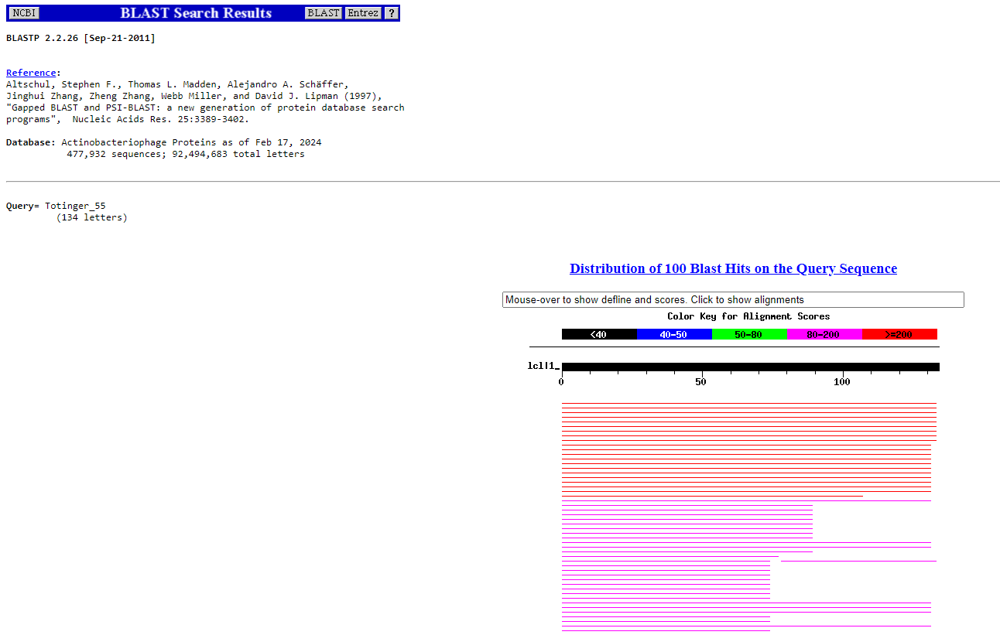 NCBI BLAST Search Results BLAST Entrez ?
BLASTP 2.2.26 [Sep-21-2011]
Reference:
Altschul, Stephen F., Thomas L. Madden, Alejandro A. Schäffer,
Jinghui Zhang, Zheng Zhang, Webb Miller, and David J. Lipman (1997),
"Gapped BLAST and PSI-BLAST: a new generation of protein database search
programs",  Nucleic Acids Res. 25:3389-3402.
Database: Actinobacteriophage Proteins as of Feb 17, 2024
477,932 sequences; 92,494,683 total letters
Query= Totinger_55
(134 letters)
Distribution of 100 Blast Hits on the Query Sequence
Mouse-over to show defline and scores. Click to show alignments
Color Key for Alignment Scores
<40 40-50 50-80 80-200 >=200
lcl|1_
0 50 100